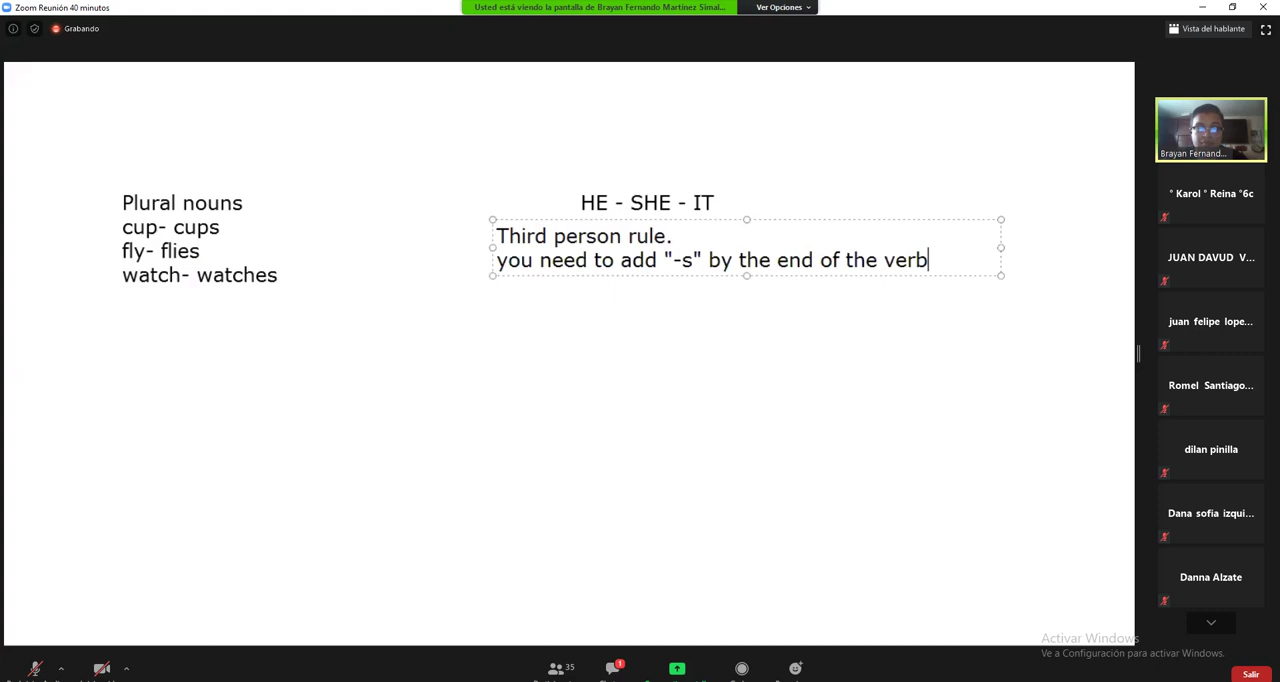 Zoom Reunión 40 minutos
Usted está viendo la pantalla de Brayan Fernando Martínez Simal...
Ver Opciones
Grabando
Vista del hablante
Plural nouns
cup- cups
fly- flies
watch- watches
HE - SHE - IT
Third person rule.
you need to add "-s" by the end of the verb
Brayan Fernand...
° Karol ° Reina °6c
JUAN DAVUD V...
juan felipe lope...
Romel Santiago...
dilan pinilla
Dana sofia izqui...
Danna Alzate
Activar Windows
Ve a Configuración para activar Windows.
35
1
Salir